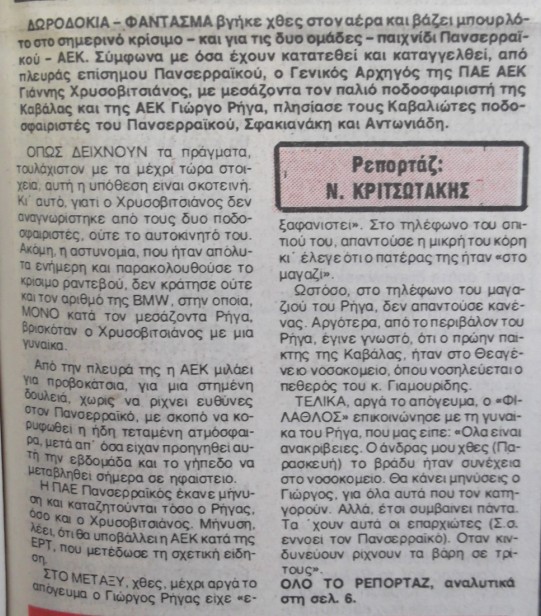 ΔΩΡΟΔΟΚΙΑ – ΦΑΝΤΑΣΜΑ βγήκε χθες στον αέρα και βάζει μπουρλό-
το στο σημερινό κρίσιμο – και για τις δυο ομάδες – παιχνίδι Πανσερραϊ-
κού - ΑΕΚ. Σύμφωνα με όσα έχουν κατατεθεί και καταγγελθεί, από
πλευράς επίσημου Πανσερραϊκού, ο Γενικός Αρχηγός της ΠΑΕ ΑΕΚ
Γιάννης Χρυσοβιτσιάνος, με μεσάζοντα τον παλιό ποδοσφαιριστή της
Καβάλας και της ΑΕΚ Γιώργο Ρήγα, πλησίασε τους Καβαλιώτες ποδο-
σφαιριστές του Πανσερραϊκού, Σφακιανάκη και Αντωνιάδη.
ΟΠΩΣ ΔΕΙΧΝΟΥΝ τα πράγματα,
τουλάχιστον με τα μέχρι τώρα στοι-
χεία, αυτή η υπόθεση είναι σκοτεινή.
Κι' αυτό, γιατί ο Χρυσοβιτσιάνος δεν
αναγνωρίστηκε από τους δυο ποδο-
σφαιριστές, ούτε το αυτοκίνητό του.
Ακόμη, η αστυνομία, που ήταν απόλυ-
τα ενήμερη και παρακολουθούσε το
κρίσιμο ραντεβού, δεν κράτησε ούτε
καν τον αριθμό της BMW, στην οποία,
ΜΟΝΟ κατά τον μεσάζοντα Ρήγα,
βρισκόταν ο Χρυσοβιτσιάνος με μια
γυναίκα.
Από την πλευρά της η ΑΕΚ μιλάει
για προβοκάτσια, για μια στημένη
δουλειά, χωρίς να ρίχνει ευθύνες
στον Πανσερραϊκό, με σκοπό να κο-
ρυφωθεί η ήδη τεταμένη ατμόσφαι-
ρα, μετά απ' όσα είχαν προηγηθεί αυ-
τή την εβδομάδα και το γήπεδο να
μεταβληθεί σήμερα σε ηφαίστειο.
Η ΠΑΕ Πανσερραϊκός έκανε μήνυ-
ση και καταζητούνται τόσο ο Ρήγας,
όσο και ο Χρυσοβιτσιάνος. Μήνυση,
λέει, ότι θα υποβάλλει η ΑΕΚ κατά της
ΕΡΤ, που μετέδωσε τη σχετική είδη-
ση.
ΣΤΟ ΜΕΤΑΞΥ, χθες, μέχρι αργά το
απόγευμα ο Γιώργος Ρήγας είχε «ε-
Ρεπορτάζ:
Ν. ΚΡΙΤΣΩΤΑΚΗΣ
ξαφανιστεί». Στο τηλέφωνο του σπι-
τιού του, απαντούσε η μικρή του κόρη
κι' έλεγε ότι ο πατέρας της ήταν «στο
μαγαζί».
Ωστόσο, στο τηλέφωνο του μαγα-
ζιού του Ρήγα, δεν απαντούσε κανέ-
νας. Αργότερα, από το περιβάλον του
Ρήγα, έγινε γνωστό, ότι ο πρώην παι-
κτης της Καβάλας, ήταν στο Θεαγέ-
νειο νοσοκομείο, όπου νοσηλεύεται ο
πεθερός του κ. Γιαμουρίδης.
ΤΕΛΙΚΑ, αργά το απόγευμα, ο «ΦΙ-
ΛΑΘΛΟΣ» επικοινώνησε με τη γυναί-
κα του Ρήγα, που μας είπε: «Όλα είναι
ανακρίβειες. Ο άνδρας μου χθες (Πα-
ρασκευή) το βράδυ ήταν συνέχεια
στο νοσοκομείο. Θα κάνει μηνύσεις ο
Γιώργος, για όλα αυτά που τον κατη-
γορούν. Αλλά, έτσι συμβαίνει πάντα.
Τα 'χουν αυτά οι επαρχιώτες (Σ.σ.
εννοεί τον Πανσερραϊκό). Όταν κιν-
δυνεύουν ρίχνουν τα βάρη σε τρί-
τους».
ΟΛΟ ΤΟ ΡΕΠΟΡΤΑΖ, αναλυτικά
στη σελ. 6.